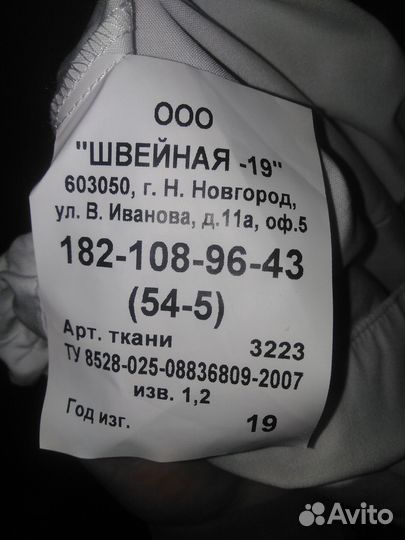 ООО
"ШВЕЙНАЯ -19"
603050, г. Н. Новгород,
ул. В. Иванова, д.11а, оф.5
182-108-96-43
(54-5)
Арт. ткани 3223
ТУ 8528-025-08836809-2007
изв. 1,2
Год изг. 19
Avito